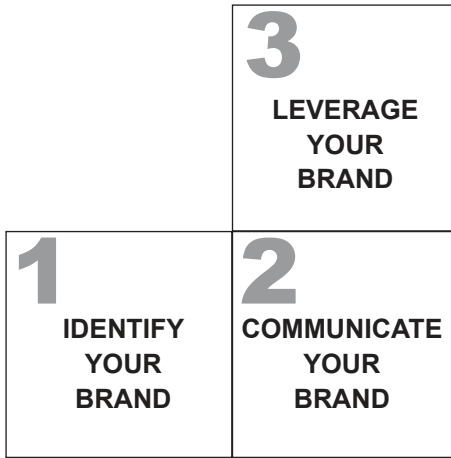 3
LEVERAGE
YOUR
BRAND
1
IDENTIFY
YOUR
BRAND
2
COMMUNICATE
YOUR
BRAND